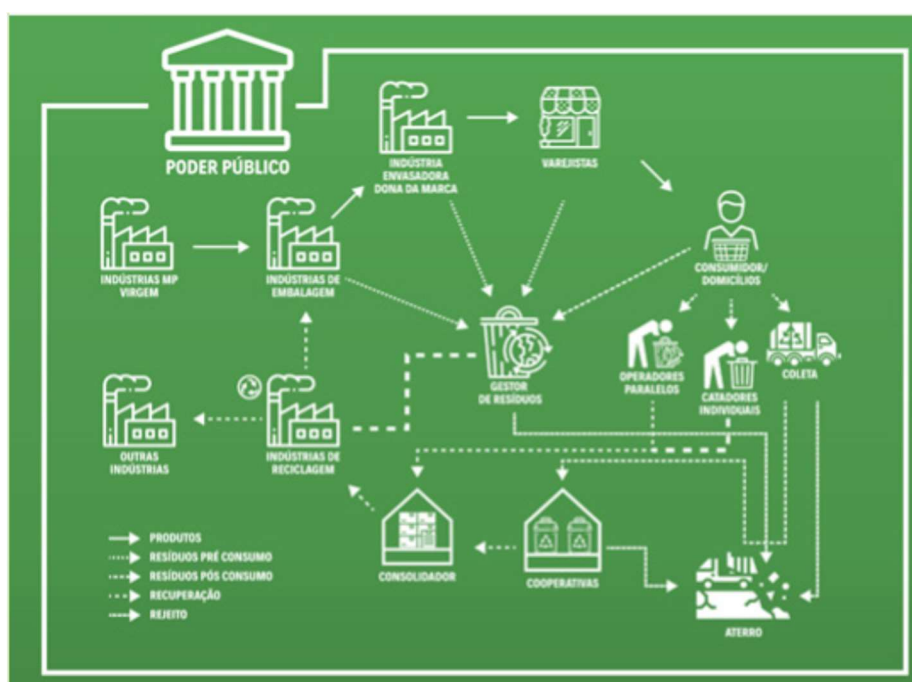 PODER PÚBLICO
INDÚSTRIA
ENVASADORA
DONA DA MARCA
VAREJISTAS
INDÚSTRIAS MP
VIRGEM
INDÚSTRIAS DE
EMBALAGEM
CONSUMIDOR/
DOMICÍLIOS
GESTOR
DE RESÍDUOS
OPERADORES
PARALELOS
CATADORES
INDIVIDUAIS
COLETA
OUTRAS
INDÚSTRIAS
INDÚSTRIAS DE
RECICLAGEM
CONSOLIDADOR
COOPERATIVAS
ATERRO
PRODUTOS
RESÍDUOS PRÉ CONSUMO
RESÍDUOS PÓS CONSUMO
RECUPERAÇÃO
REJEITO